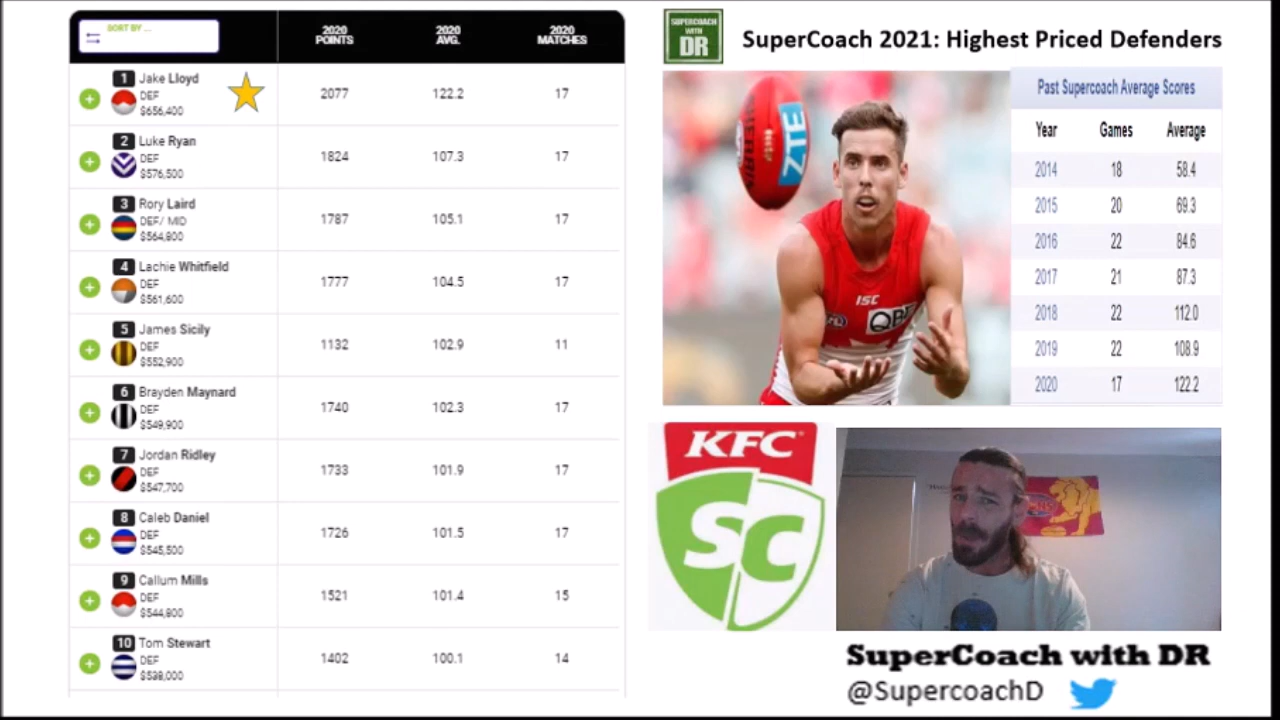 SORT BY ...
2020 POINTS
2020 AVG.
2020 MATCHES
1 Jake Lloyd
DEF
$656,400
2077 122.2 17
2 Luke Ryan
DEF
$576,500
1824 107.3 17
3 Rory Laird
DEF/ MID
$564,800
1787 105.1 17
4 Lachie Whitfield
DEF
$561,600
1777 104.5 17
5 James Sicily
DEF
$552,900
1132 102.9 11
6 Brayden Maynard
DEF
$549,900
1740 102.3 17
7 Jordan Ridley
DEF
$547,700
1733 101.9 17
8 Caleb Daniel
DEF
$545,500
1726 101.5 17
9 Callum Mills
DEF
$544,800
1521 101.4 15
10 Tom Stewart
DEF
$538,000
1402 100.1 14
SUPERCOACH
WITH
DR
SuperCoach 2021: Highest Priced Defenders
ZTE
ISC
QBE
Past Supercoach Average Scores
Year Games Average
2014 18 58.4
2015 20 69.3
2016 22 84.6
2017 21 87.3
2018 22 112.0
2019 22 108.9
2020 17 122.2
KFC
SC
SuperCoach with DR
@SupercoachD